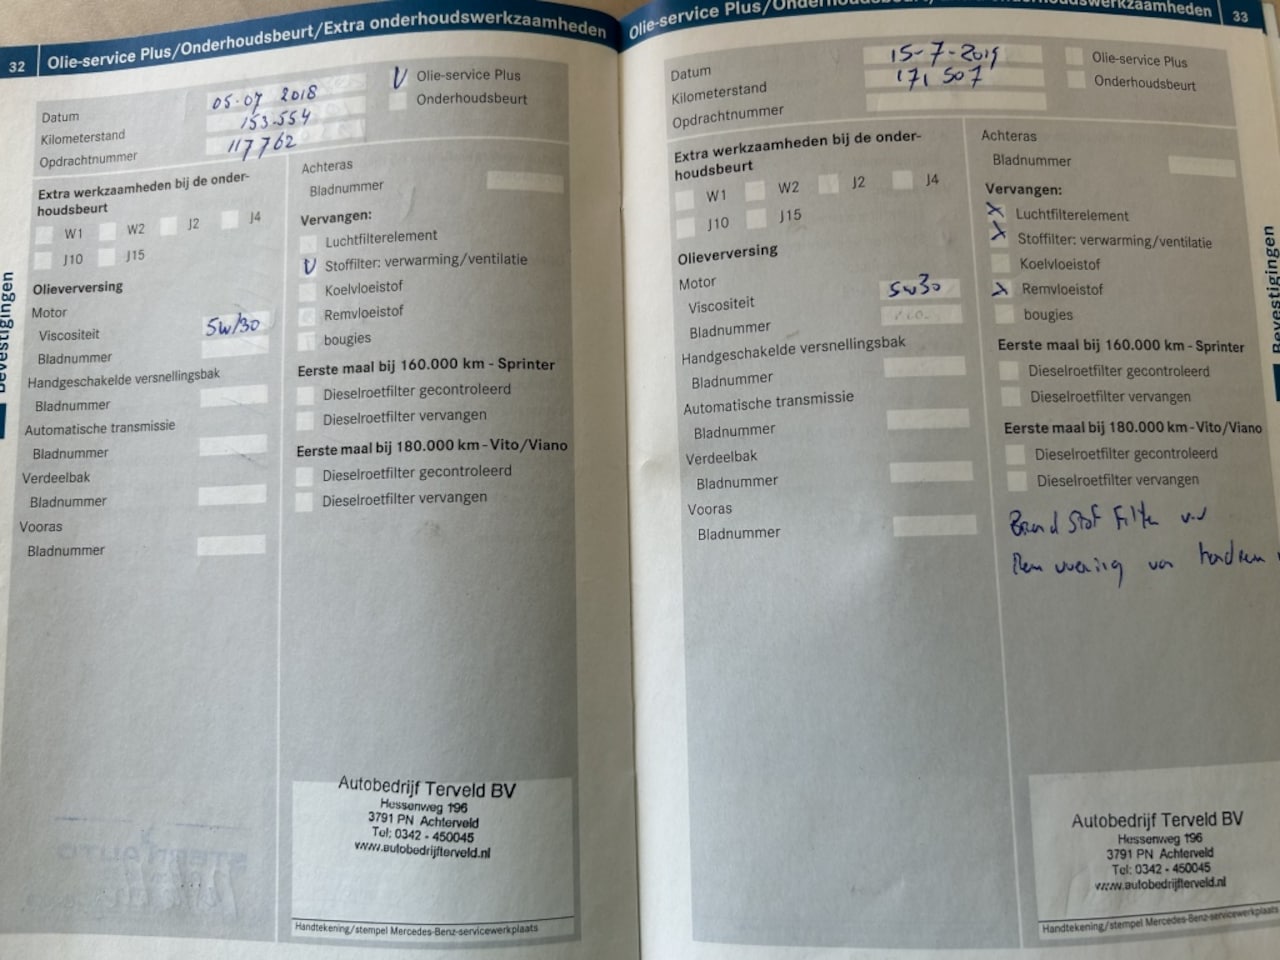 32 Olie-service Plus/Onderhoudsbeurt/Extra onderhoudswerkzaamheden
Datum 05-07 2018
Kilometerstand 153.554
Opdrachtnummer 117762
V Olie-service Plus
Onderhoudsbeurt
Extra werkzaamheden bij de onder-
houdsbeurt
W1 W2 J2 J4
J10 J15
Olieverversing
Motor
Viscositeit 5w/30
Bladnummer
Handgeschakelde versnellingsbak
Bladnummer
Automatische transmissie
Bladnummer
Verdeelbak
Bladnummer
Vooras
Bladnummer
Achteras
Bladnummer
Vervangen:
Luchtfilterelement
V Stoffilter: verwarming/ventilatie
Koelvloeistof
Remvloeistof
bougies
Eerste maal bij 160.000 km - Sprinter
Dieselroetfilter gecontroleerd
Dieselroetfilter vervangen
Eerste maal bij 180.000 km - Vito/Viano
Dieselroetfilter gecontroleerd
Dieselroetfilter vervangen
Autobedrijf Terveld BV
Hessenweg 196
3791 PN Achterveld
Tel: 0342 - 450045
www.autobedrijfterveld.nl
Handtekening/stempel Mercedes-Benz-servicewerkplaats
Bevestigingen
Olie-service Plus/Onderhoudsbeurt/Extra onderhoudswerkzaamheden 33
Datum 15-7-2019
Kilometerstand 171 507
Opdrachtnummer
Olie-service Plus
Onderhoudsbeurt
Extra werkzaamheden bij de onder-
houdsbeurt
W1 W2 J2 J4
J10 J15
Olieverversing
Motor
Viscositeit 5w30
Bladnummer
Handgeschakelde versnellingsbak
Bladnummer
Automatische transmissie
Bladnummer
Verdeelbak
Bladnummer
Vooras
Bladnummer
Achteras
Bladnummer
Vervangen:
X Luchtfilterelement
X Stoffilter: verwarming/ventilatie
Koelvloeistof
X Remvloeistof
bougies
Eerste maal bij 160.000 km - Sprinter
Dieselroetfilter gecontroleerd
Dieselroetfilter vervangen
Eerste maal bij 180.000 km - Vito/Viano
Dieselroetfilter gecontroleerd
Dieselroetfilter vervangen
Brand Stof Filter
Autobedrijf Terveld BV
Hessenweg 196
3791 PN Achterveld
Tel: 0342 - 450045
www.autobedrijfterveld.nl
Handtekening/stempel Mercedes-Benz-servicewerkplaats
Bevestigingen